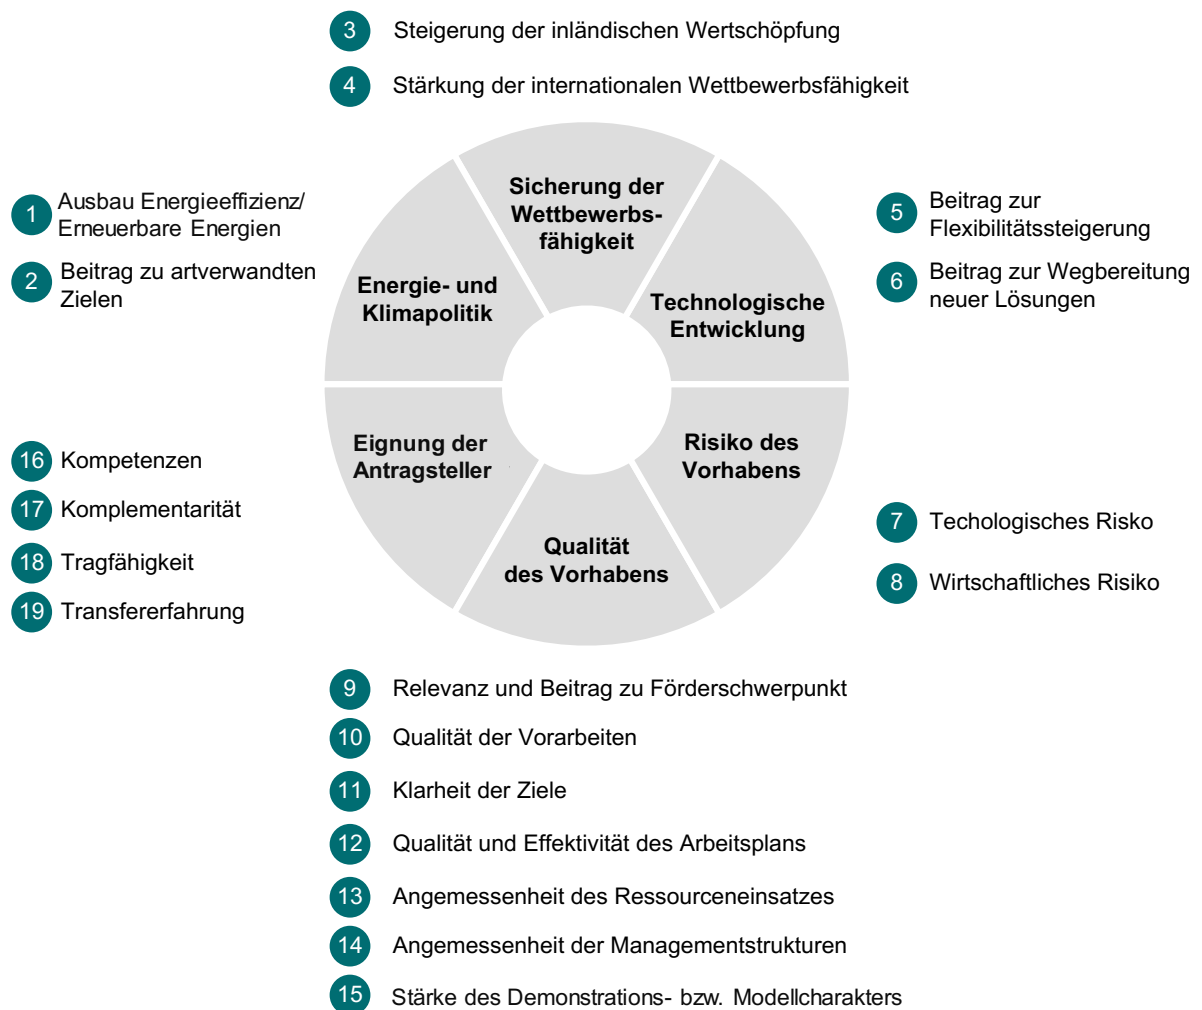 3 Steigerung der inländischen Wertschöpfung
4 Stärkung der internationalen Wettbewerbsfähigkeit
Sicherung der
Wettbewerbs-
fähigkeit
1 Ausbau Energieeffizienz/
Erneuerbare Energien
2 Beitrag zu artverwandten
Zielen
Energie- und
Klimapolitik
Technologische
Entwicklung
5 Beitrag zur
Flexibilitätssteigerung
6 Beitrag zur Wegbereitung
neuer Lösungen
Eignung der
Antragsteller
16 Kompetenzen
17 Komplementarität
18 Tragfähigkeit
19 Transfererfahrung
Risiko des
Vorhabens
7 Techologisches Risko
8 Wirtschaftliches Risiko
Qualität
des Vorhabens
9 Relevanz und Beitrag zu Förderschwerpunkt
10 Qualität der Vorarbeiten
11 Klarheit der Ziele
12 Qualität und Effektivität des Arbeitsplans
13 Angemessenheit des Ressourceneinsatzes
14 Angemessenheit der Managementstrukturen
15 Stärke des Demonstrations- bzw. Modellcharakters